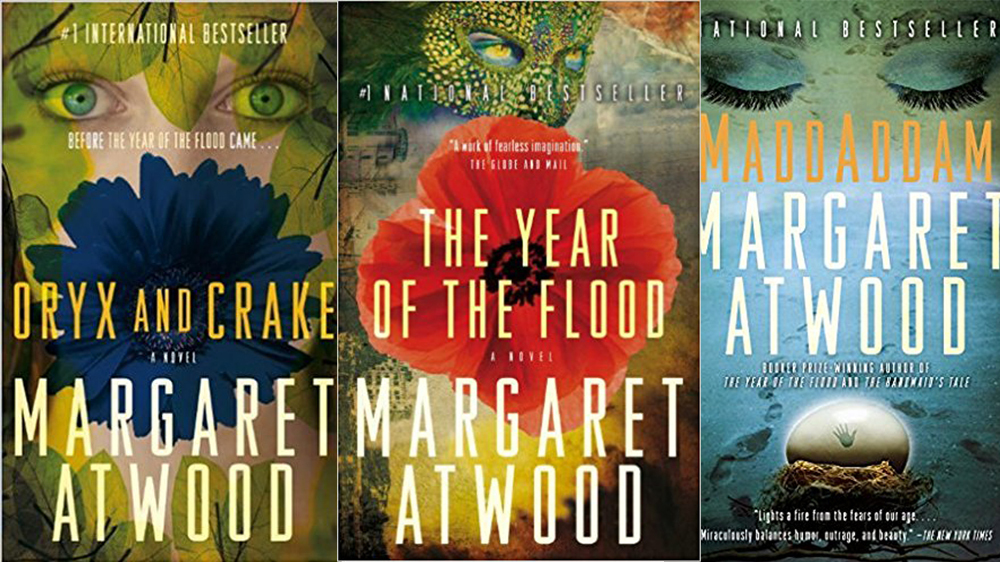 #1 INTERNATIONAL BESTSELLER
BEFORE THE YEAR OF THE FLOOD CAME . . .
ORYX AND CRAKE
A NOVEL
MARGARET
ATWOOD
#1 NATIONAL BESTSELLER
"A work of fearless imagination."
THE GLOBE AND MAIL
THE YEAR
OF THE FLOOD
A NOVEL
MARGARET
ATWOOD
NATIONAL BESTSELLER
MADDADDAM
MARGARET
ATWOOD
BOOKER PRIZE-WINNING AUTHOR OF
THE YEAR OF THE FLOOD AND THE HANDMAID'S TALE
"Lights a fire from the fears of our age. . . .
Miraculously balances humor, outrage, and beauty." —THE NEW YORK TIMES